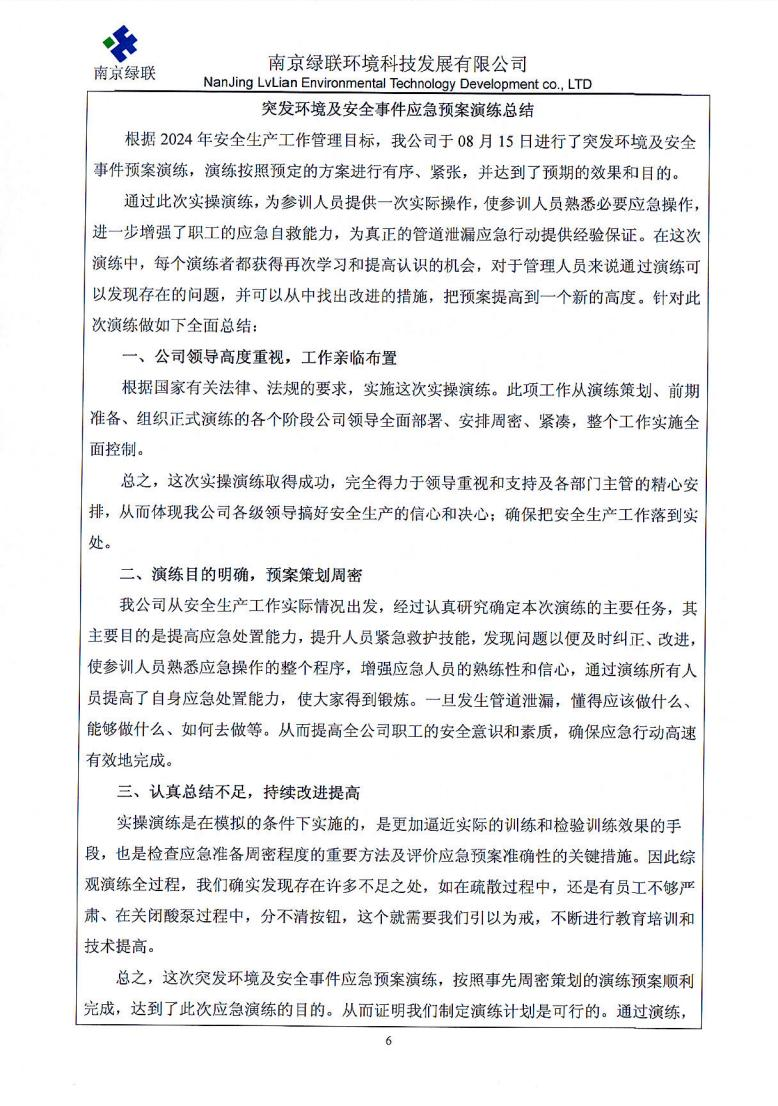 南京绿联
南京绿联环境科技发展有限公司
NanJing LvLian Environmental Technology Development co., LTD
突发环境及安全事件应急预案演练总结
根据 2024 年安全生产工作管理目标，我公司于 08 月 15 日进行了突发环境及安全
事件预案演练，演练按照预定的方案进行有序、紧张，并达到了预期的效果和目的。
通过此次实操演练，为参训人员提供一次实际操作，使参训人员熟悉必要应急操作，
进一步增强了职工的应急自救能力，为真正的管道泄漏应急行动提供经验保证。在这次
演练中，每个演练者都获得再次学习和提高认识的机会，对于管理人员来说通过演练可
以发现存在的问题，并可以从中找出改进的措施，把预案提高到一个新的高度。针对此
次演练做如下全面总结：
一、公司领导高度重视，工作亲临布置
根据国家有关法律、法规的要求，实施这次实操演练。此项工作从演练策划、前期
准备、组织正式演练的各个阶段公司领导全面部署、安排周密、紧凑，整个工作实施全
面控制。
总之，这次实操演练取得成功，完全得力于领导重视和支持及各部门主管的精心安
排，从而体现我公司各级领导搞好安全生产的信心和决心；确保把安全生产工作落到实
处。
二、演练目的明确，预案策划周密
我公司从安全生产工作实际情况出发，经过认真研究确定本次演练的主要任务，其
主要目的是提高应急处置能力，提升人员紧急救护技能，发现问题以便及时纠正、改进，
使参训人员熟悉应急操作的整个程序，增强应急人员的熟练性和信心，通过演练所有人
员提高了自身应急处置能力，使大家得到锻炼。一旦发生管道泄漏，懂得应该做什么、
能够做什么、如何去做等。从而提高全公司职工的安全意识和素质，确保应急行动高速
有效地完成。
三、认真总结不足，持续改进提高
实操演练是在模拟的条件下实施的，是更加逼近实际的训练和检验训练效果的手
段，也是检查应急准备周密程度的重要方法及评价应急预案准确性的关键措施。因此综
观演练全过程，我们确实发现存在许多不足之处，如在疏散过程中，还是有员工不够严
肃、在关闭酸泵过程中，分不清按钮，这个就需要我们引以为戒，不断进行教育培训和
技术提高。
总之，这次突发环境及安全事件应急预案演练，按照事先周密策划的演练预案顺利
完成，达到了此次应急演练的目的。从而证明我们制定演练计划是可行的。通过演练，
6